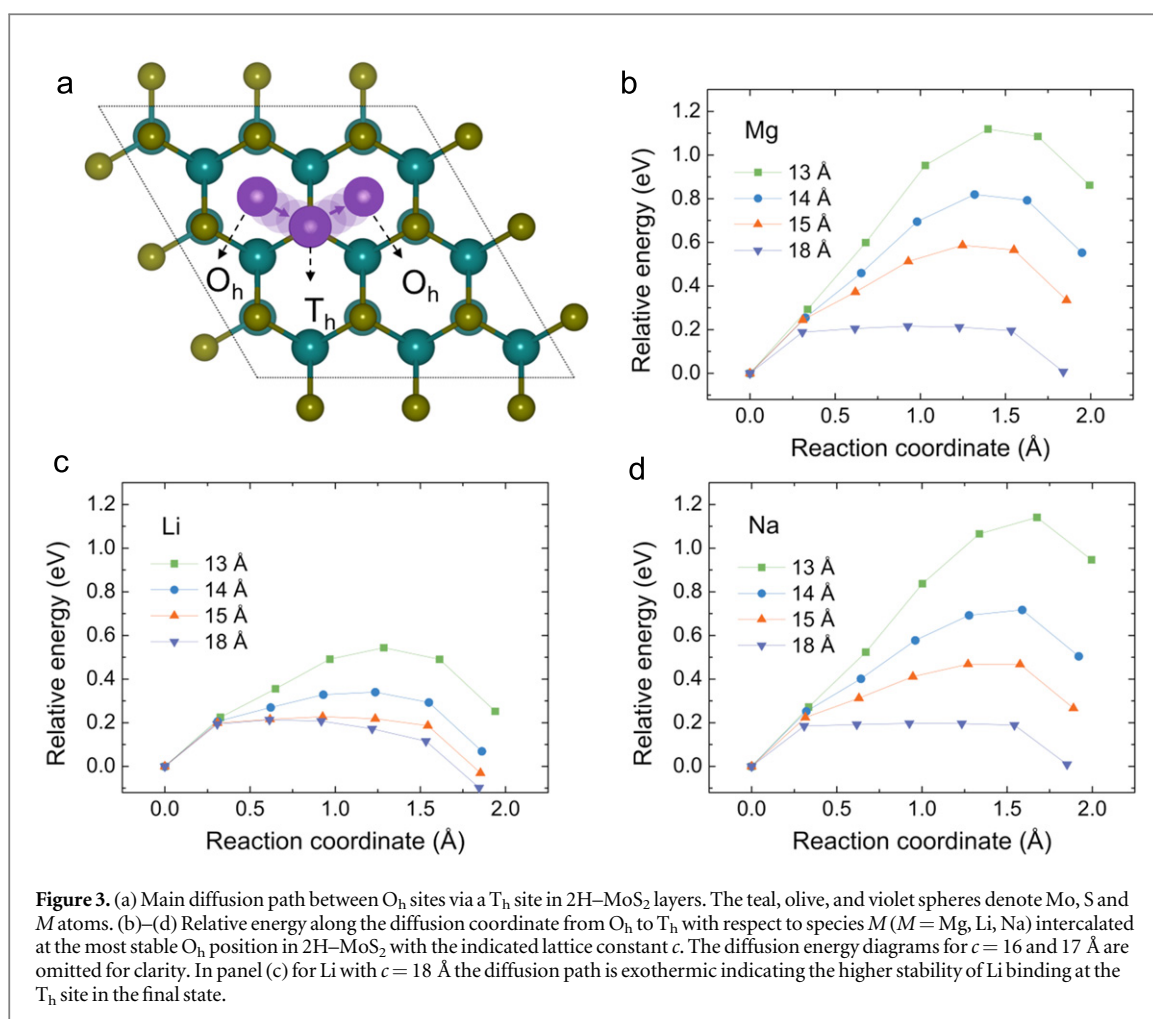 a
O_h
T_h
O_h
b
Mg
13 Å
14 Å
15 Å
18 Å
Relative energy (eV)
1.2
1.0
0.8
0.6
0.4
0.2
0.0
0.0 0.5 1.0 1.5 2.0
Reaction coordinate (Å)
c
Li
13 Å
14 Å
15 Å
18 Å
Relative energy (eV)
1.2
1.0
0.8
0.6
0.4
0.2
0.0
0.0 0.5 1.0 1.5 2.0
Reaction coordinate (Å)
d
Na
13 Å
14 Å
15 Å
18 Å
Relative energy (eV)
1.2
1.0
0.8
0.6
0.4
0.2
0.0
0.0 0.5 1.0 1.5 2.0
Reaction coordinate (Å)
Figure 3. (a) Main diffusion path between O_h sites via a T_h site in 2H–MoS₂ layers. The teal, olive, and violet spheres denote Mo, S and
M atoms. (b)–(d) Relative energy along the diffusion coordinate from O_h to T_h with respect to species M (M = Mg, Li, Na) intercalated
at the most stable O_h position in 2H–MoS₂ with the indicated lattice constant c. The diffusion energy diagrams for c = 16 and 17 Å are
omitted for clarity. In panel (c) for Li with c = 18 Å the diffusion path is exothermic indicating the higher stability of Li binding at the
T_h site in the final state.